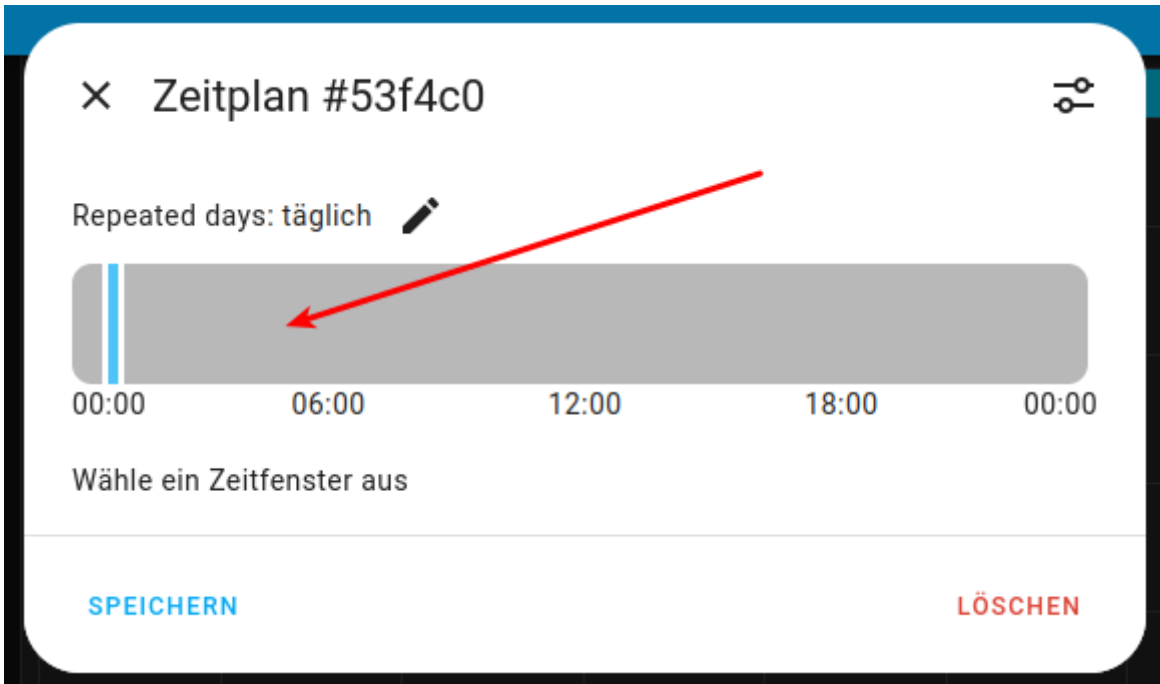 Zeitplan #53f4c0
Repeated days: täglich
00:00 06:00 12:00 18:00 00:00
Wähle ein Zeitfenster aus
SPEICHERN LÖSCHEN